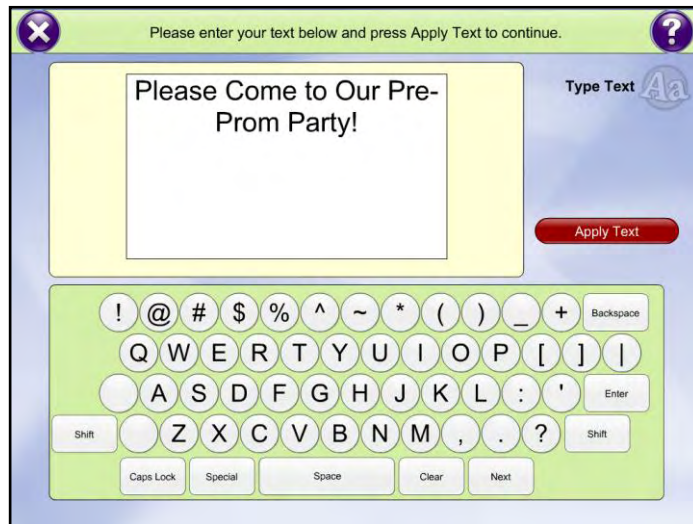 Please enter your text below and press Apply Text to continue.
?
Please Come to Our Pre-
Prom Party!
Type Text Aa
Apply Text
! @ # $ % ^ ~ * ( ) _ + Backspace
Q W E R T Y U I O P [ ] |
A S D F G H J K L : ' Enter
Shift Z X C V B N M , . ? Shift
Caps Lock Special Space Clear Next